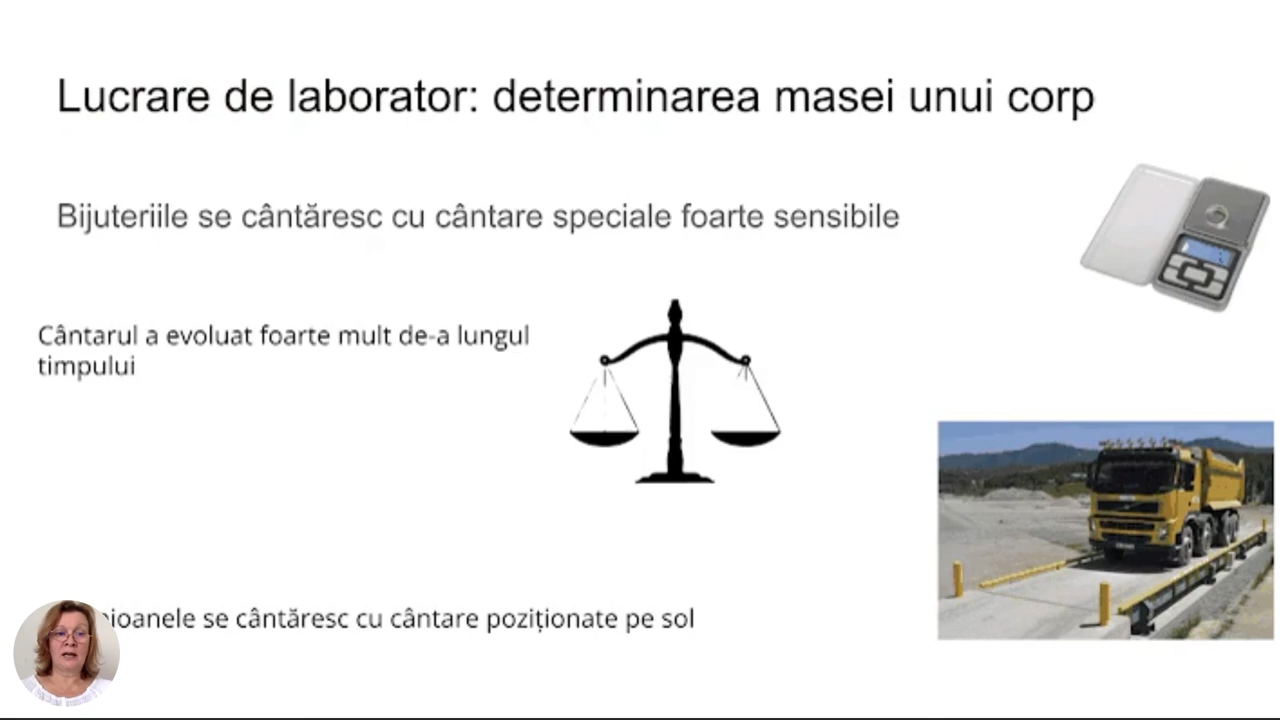 Lucrare de laborator: determinarea masei unui corp
Bijuteriile se cântăresc cu cântare speciale foarte sensibile
Cântarul a evoluat foarte mult de-a lungul
timpului
se cântăresc cu cântare poziționate pe sol